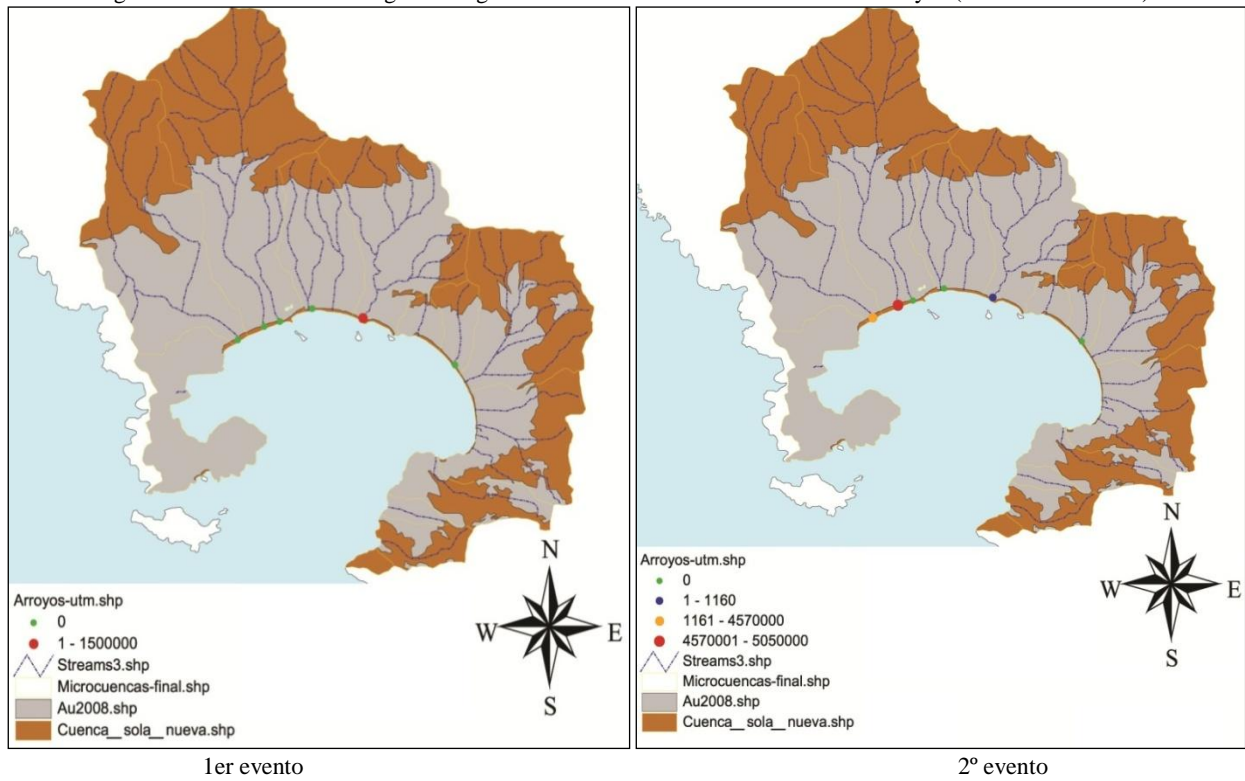 N
W E
S
Arroyos-utm.shp
0
1 - 1500000
Streams3.shp
Microcuencas-final.shp
Au2008.shp
Cuenca__sola__nueva.shp
1er evento
N
W E
S
Arroyos-utm.shp
0
1 - 1160
1161 - 4570000
4570001 - 5050000
Streams3.shp
Microcuencas-final.shp
Au2008.shp
Cuenca__sola__nueva.shp
2º evento